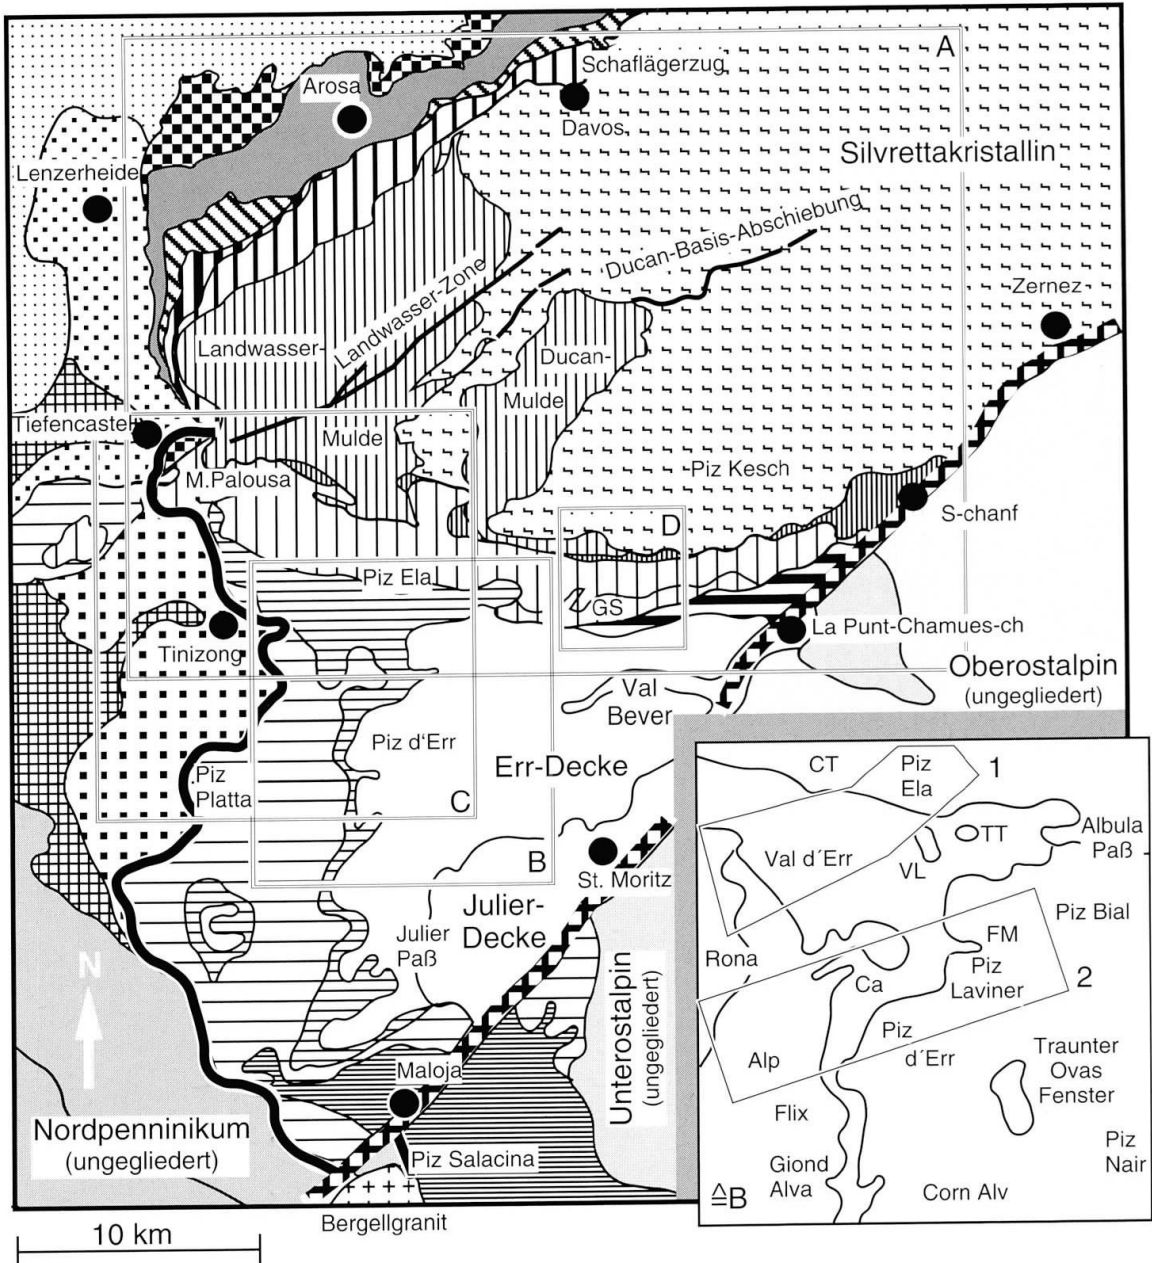 A
Schaflägerzug
Arosa
Davos
Silvrettakristallin
Lenzerheide
Ducan-Basis-Abschiebung
Landwasser-Zone
Zernez
Landwasser-
Ducan-
Mulde
Tiefencastel
Mulde
M.Palousa
Piz Kesch
S-chanf
D
Piz Ela
GS
La Punt-Chamues-ch
Tinizong
Oberostalpin
(ungegliedert)
Val
Bever
Piz d'Err
Err-Decke
Piz
Platta
C
B
St. Moritz
Julier-
Decke
Julier
Paß
N
Unterostalpin
(ungegliedert)
Maloja
Nordpenninikum
(ungegliedert)
Piz Salacina
Bergellgranit
10 km
CT
Piz
Ela
1
TT
Albula
Paß
Val d´Err
VL
Piz Bial
FM
Rona
Piz
Laviner
2
Ca
Piz
d´Err
Alp
Flix
Traunter
Ovas
Fenster
Piz
Nair
Giond
Alva
Corn Alv
≙B